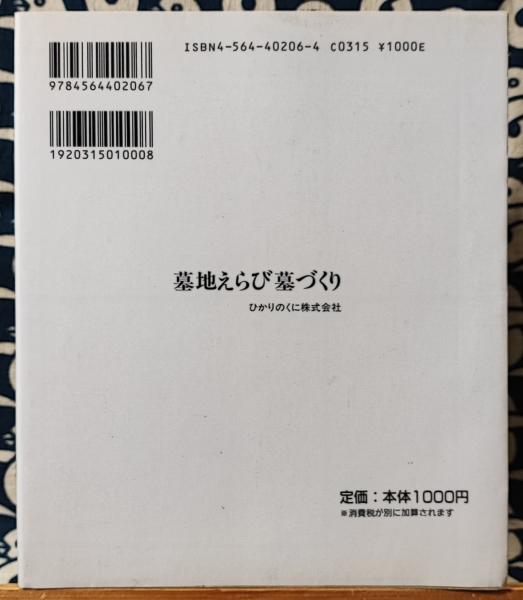 ISBN4-564-40206-4 C0315 ¥1000E
9784564402067
1920315010008
墓地えらび墓づくり
ひかりのくに株式会社
定価：本体1000円
※消費税が別に加算されます